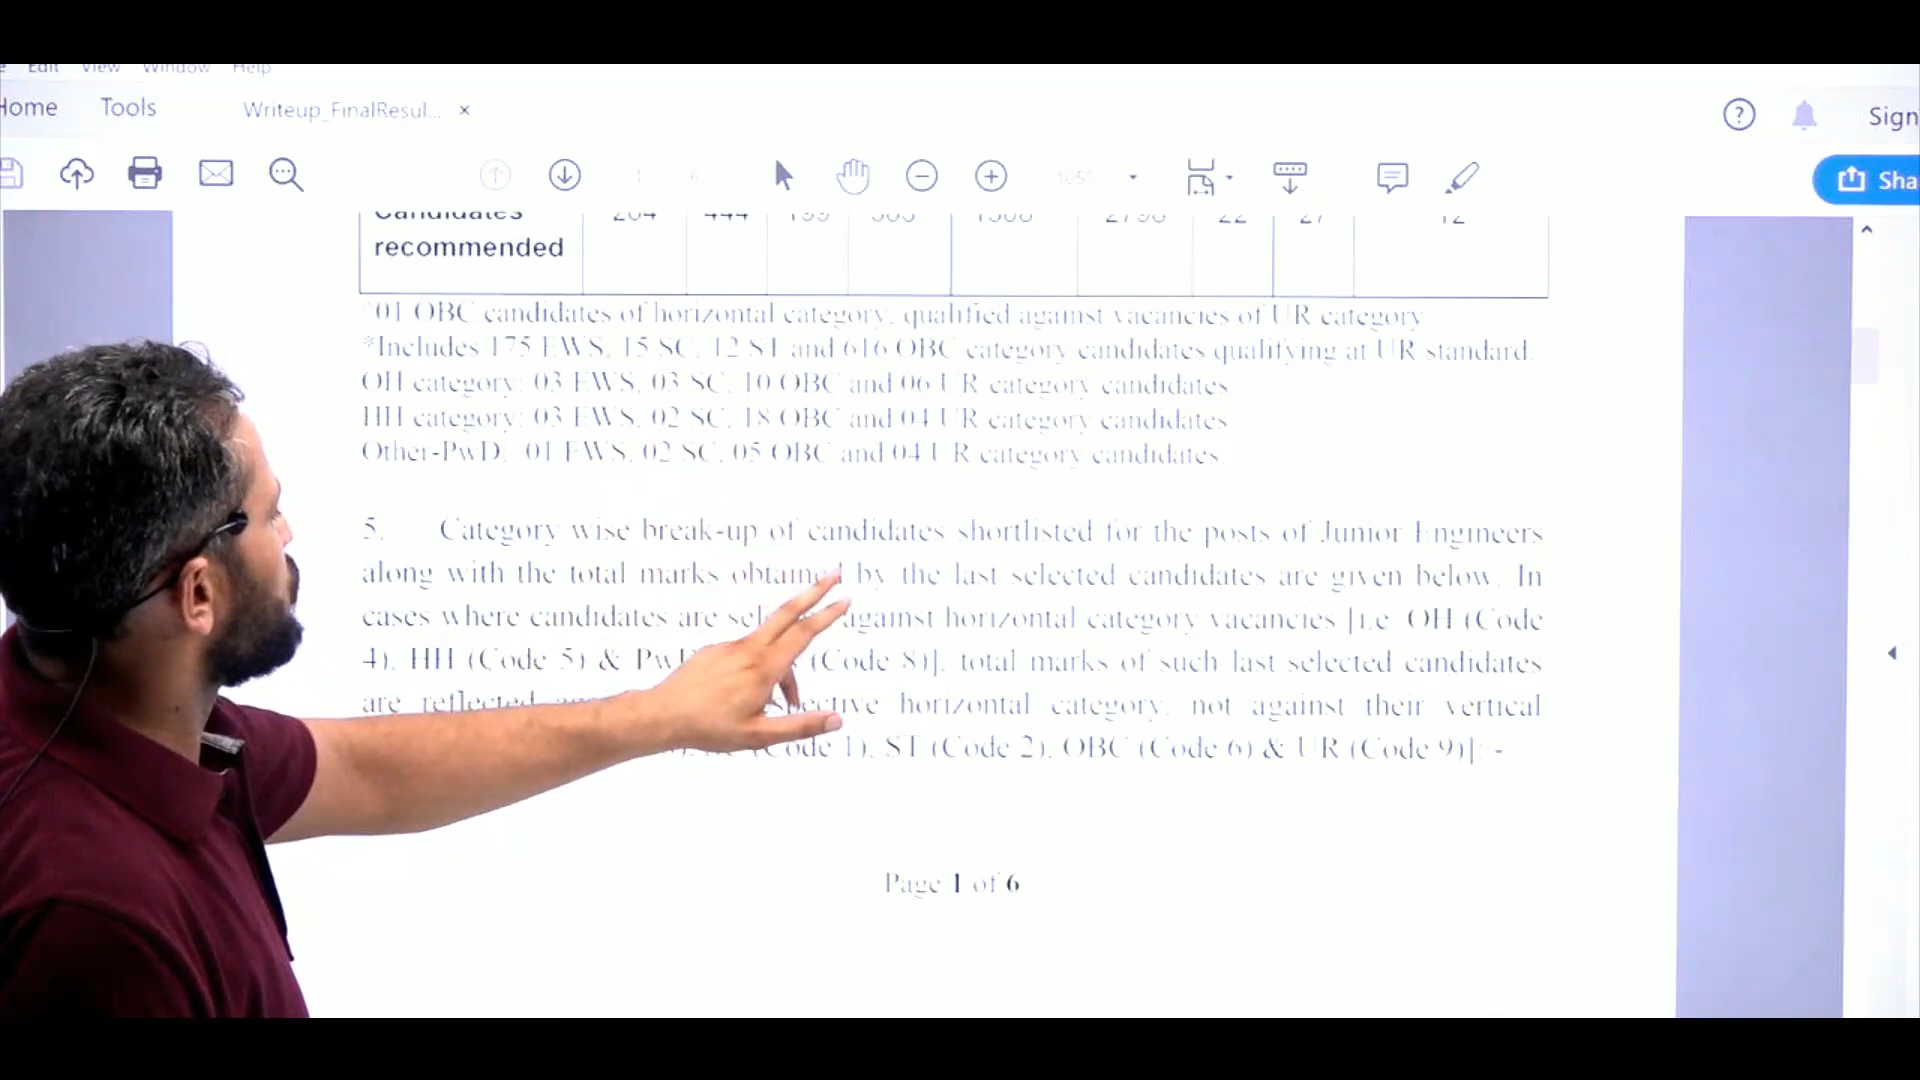 Edit View Window Help
Home Tools Writeup_FinalResul... ×
Sign
1 6 105% Sha
Candidates
recommended
*01 OBC candidates of horizontal category, qualified against vacancies of UR category.
*Includes 175 EWS, 15 SC, 12 ST and 616 OBC category candidates qualifying at UR standard.
OH category: 03 EWS, 03 SC, 10 OBC and 06 UR category candidates
HH category: 03 EWS, 02 SC, 18 OBC and 04 UR category candidates
Other-PwD: 01 EWS, 02 SC, 05 OBC and 04 UR category candidates
5. Category wise break-up of candidates shortlisted for the posts of Junior Engineers
along with the total marks obtained by the last selected candidates are given below. In
cases where candidates are against horizontal category vacancies [i.e. OH (Code
4), HH (Code 5) & (Code 8)], total marks of such last selected candidates
are reflected horizontal category, not against their vertical
(Code 1), ST (Code 2), OBC (Code 6) & UR (Code 9)]: -
Page 1 of 6